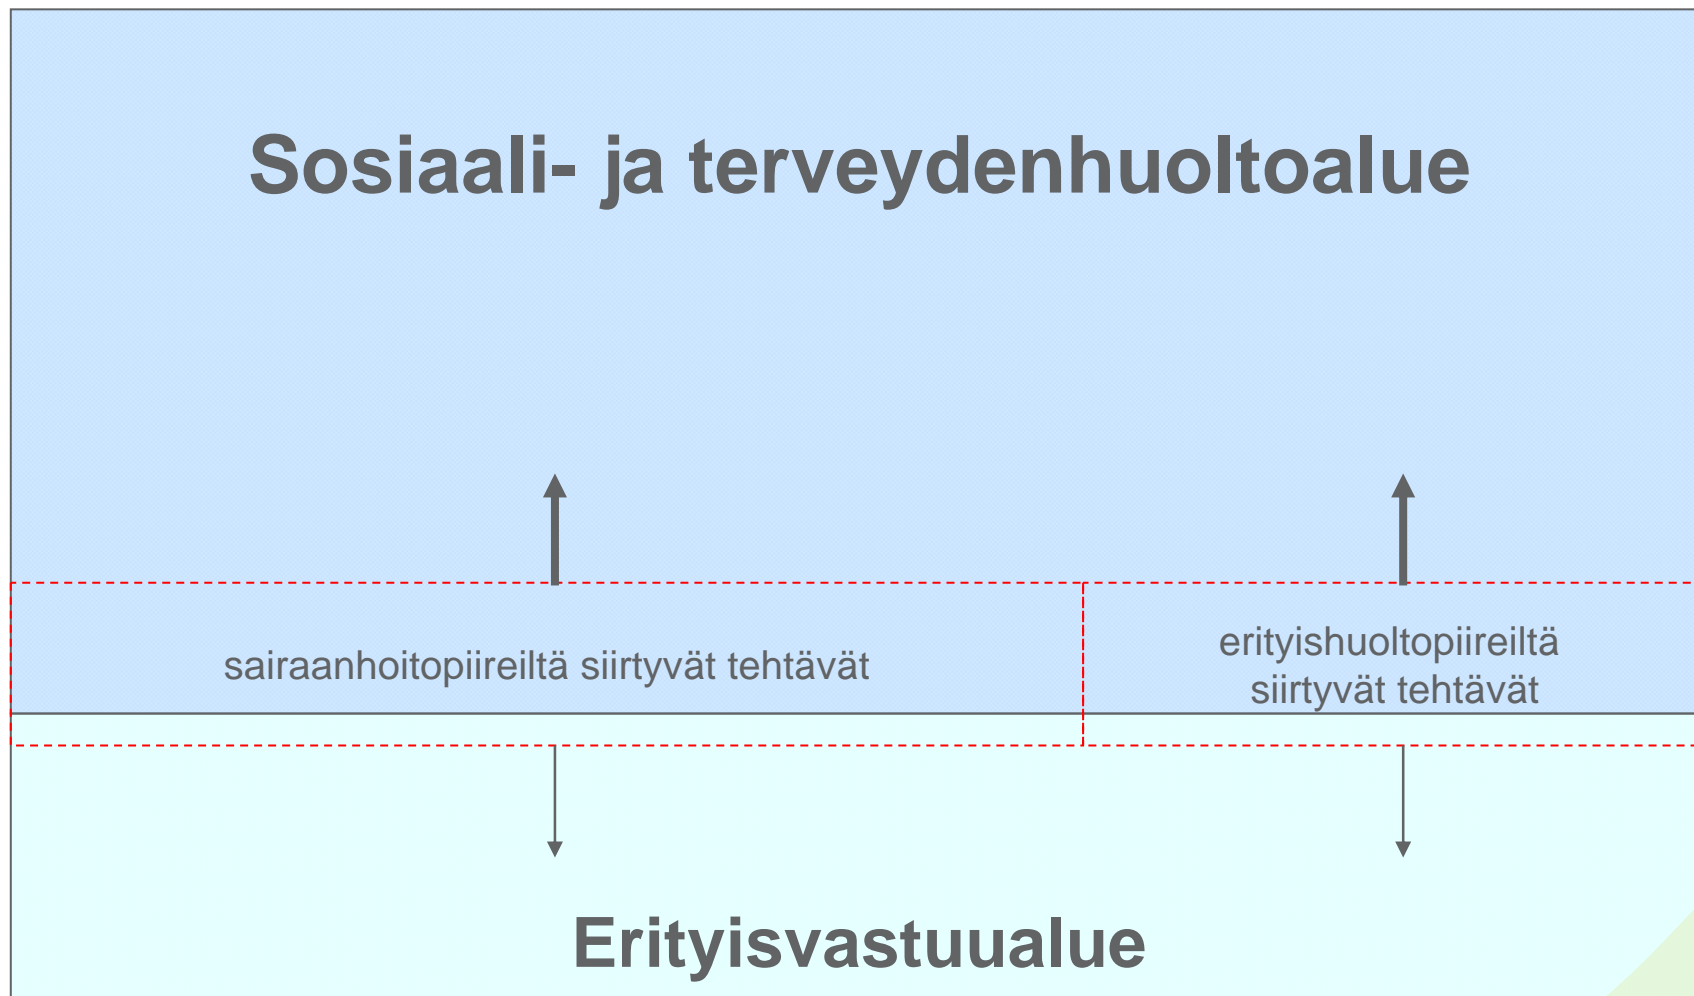 Sosiaali- ja terveydenhuoltoalue
sairaanhoitopiireiltä siirtyvät tehtävät
erityishuoltopiireiltä
siirtyvät tehtävät
Erityisvastuualue